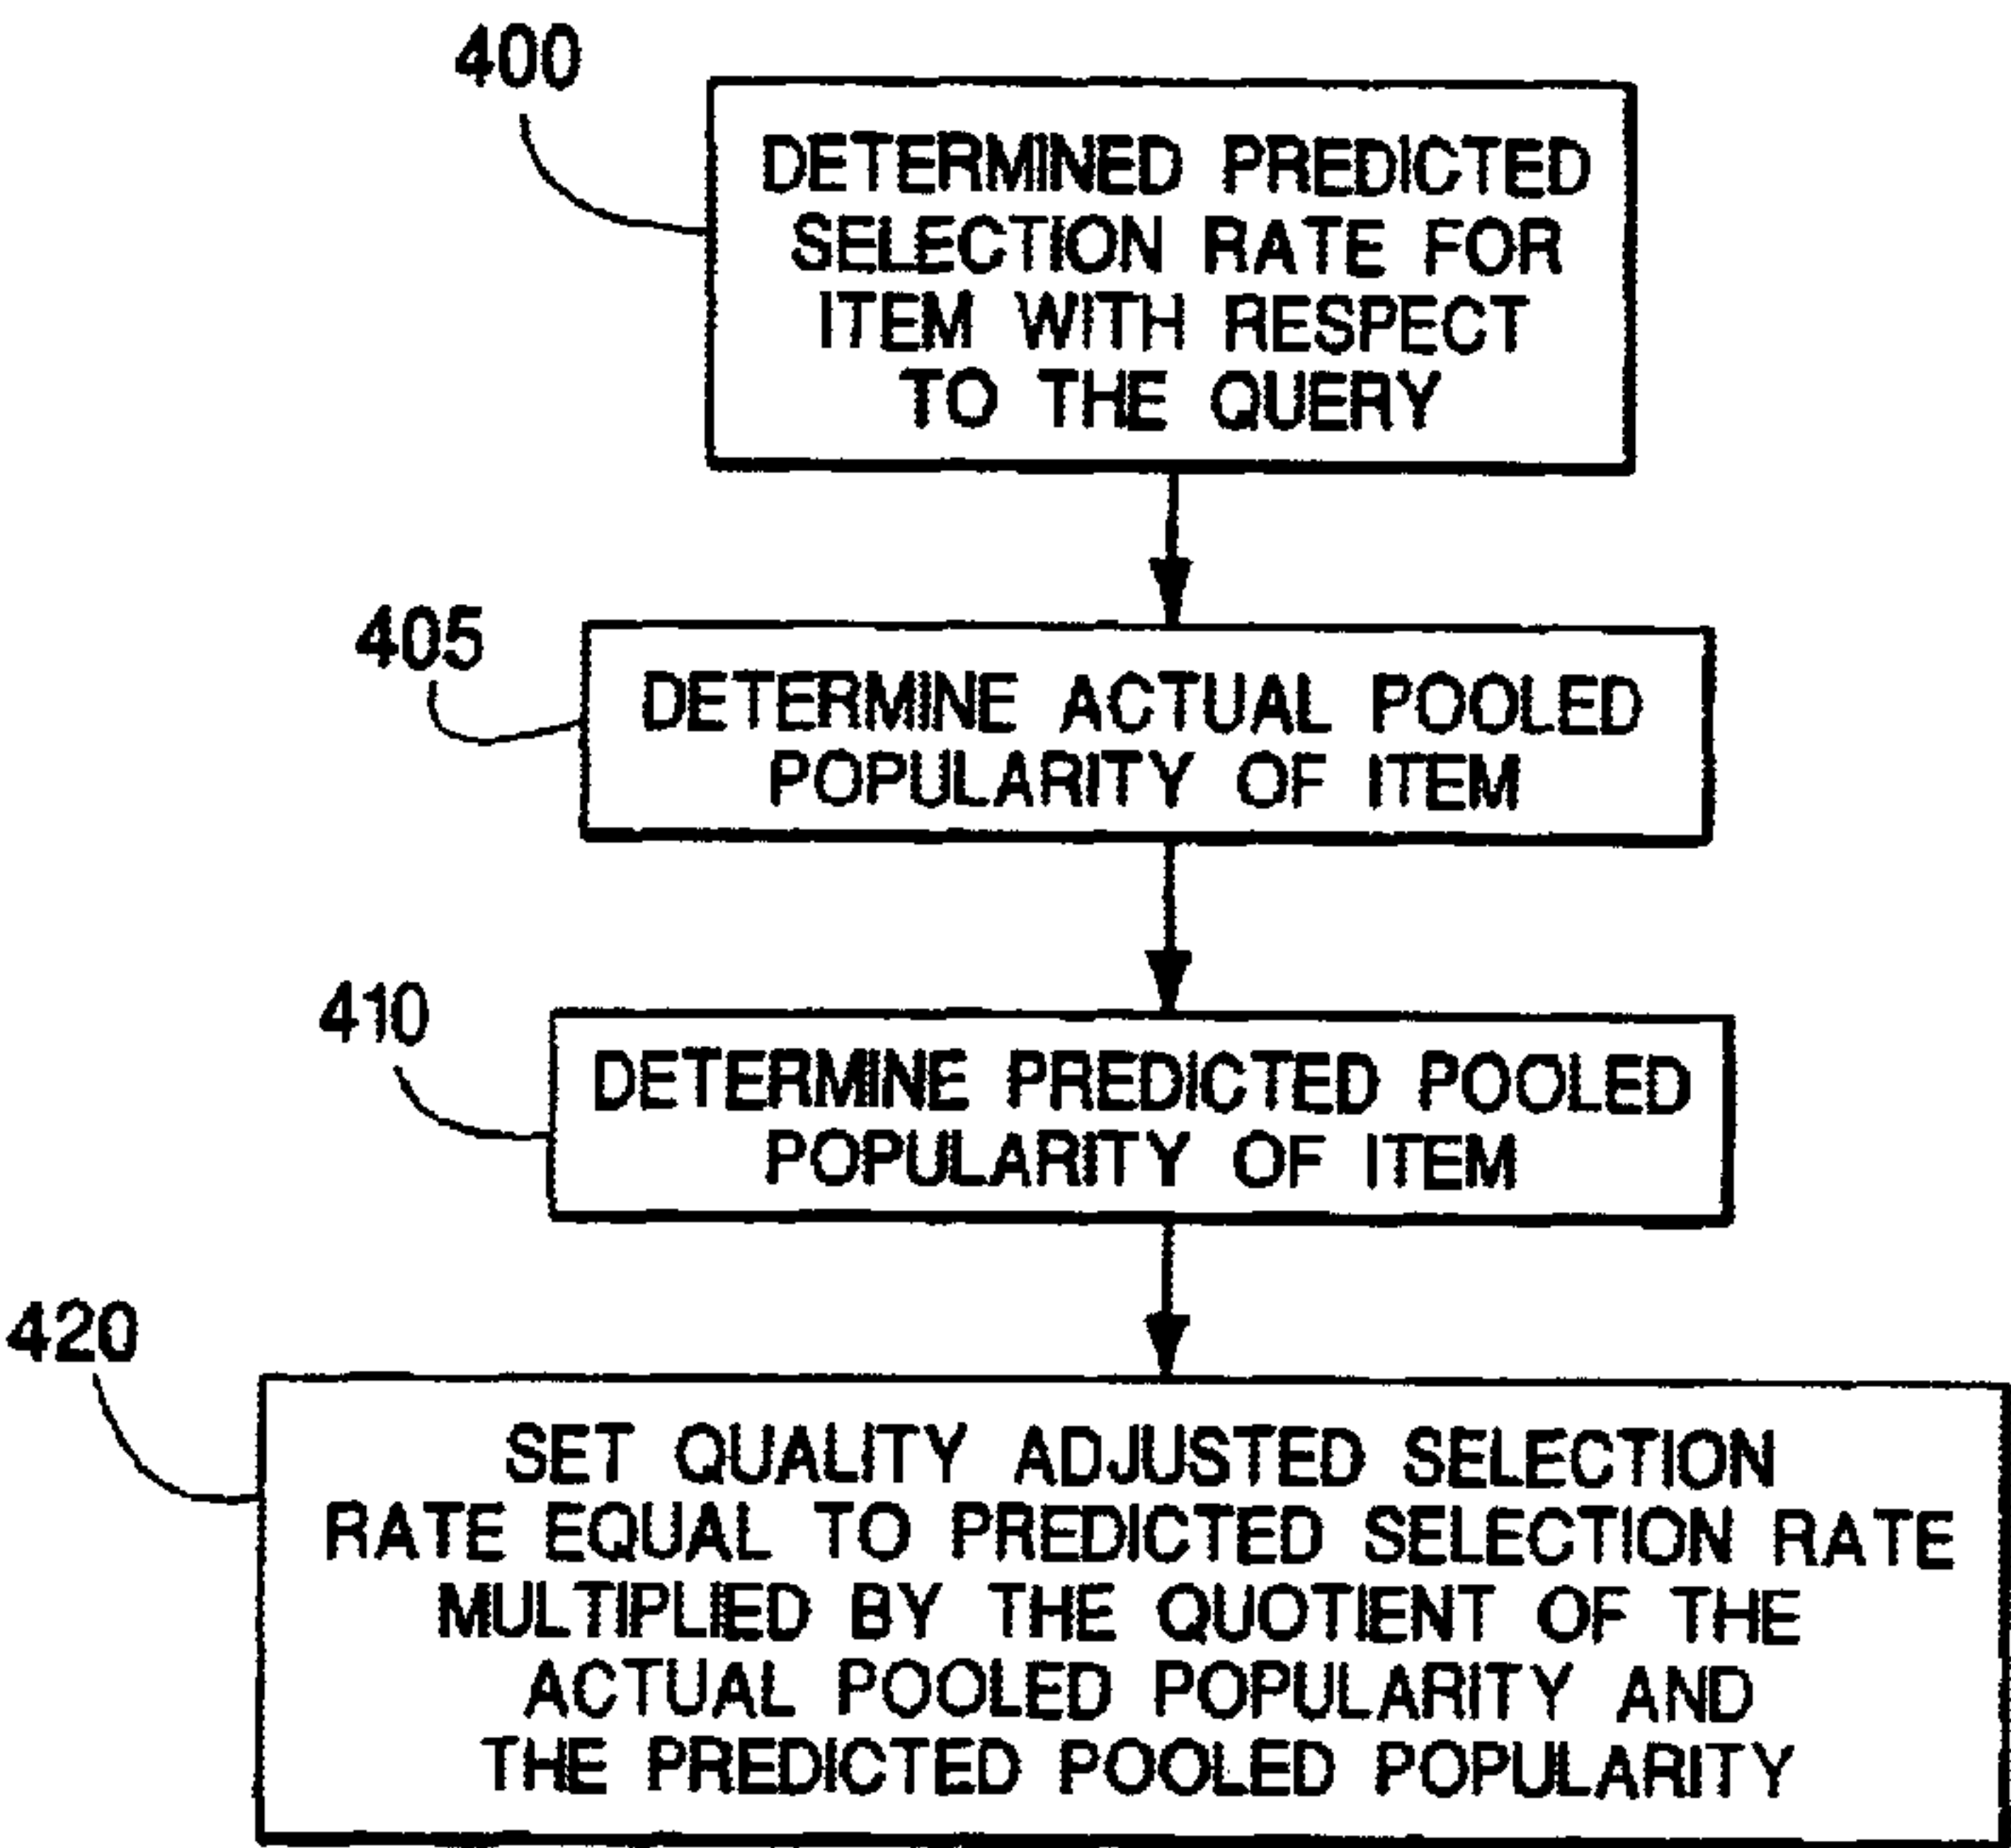 400
DETERMINED PREDICTED
SELECTION RATE FOR
ITEM WITH RESPECT
TO THE QUERY
405
DETERMINE ACTUAL POOLED
POPULARITY OF ITEM
410
DETERMINE PREDICTED POOLED
POPULARITY OF ITEM
420
SET QUALITY ADJUSTED SELECTION
RATE EQUAL TO PREDICTED SELECTION RATE
MULTIPLIED BY THE QUOTIENT OF THE
ACTUAL POOLED POPULARITY AND
THE PREDICTED POOLED POPULARITY